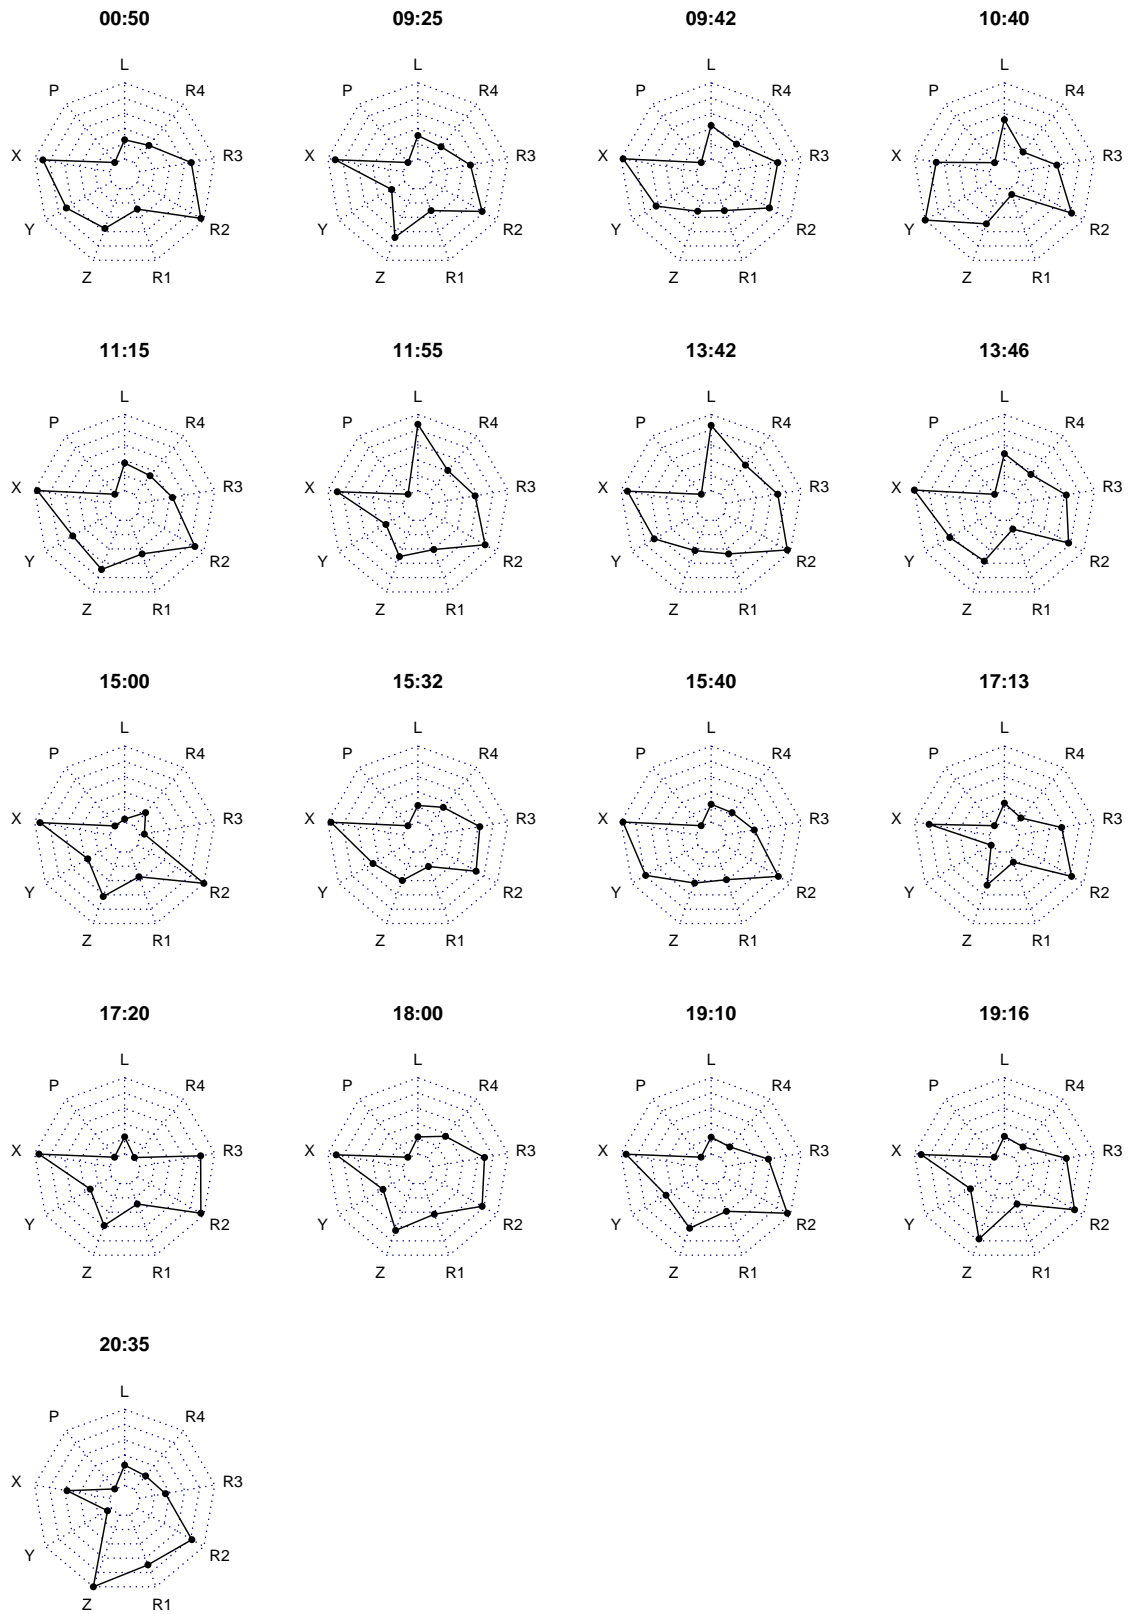 00:50 09:25 09:42 10:40
L L L L
P R4 P R4 P R4 P R4
X R3 X R3 X R3 X R3
Y R2 Y R2 Y R2 Y R2
Z R1 Z R1 Z R1 Z R1
11:15 11:55 13:42 13:46
L L L L
P R4 P R4 P R4 P R4
X R3 X R3 X R3 X R3
Y R2 Y R2 Y R2 Y R2
Z R1 Z R1 Z R1 Z R1
15:00 15:32 15:40 17:13
L L L L
P R4 P R4 P R4 P R4
X R3 X R3 X R3 X R3
Y R2 Y R2 Y R2 Y R2
Z R1 Z R1 Z R1 Z R1
17:20 18:00 19:10 19:16
L L L L
P R4 P R4 P R4 P R4
X R3 X R3 X R3 X R3
Y R2 Y R2 Y R2 Y R2
Z R1 Z R1 Z R1 Z R1
20:35
L
P R4
X R3
Y R2
Z R1